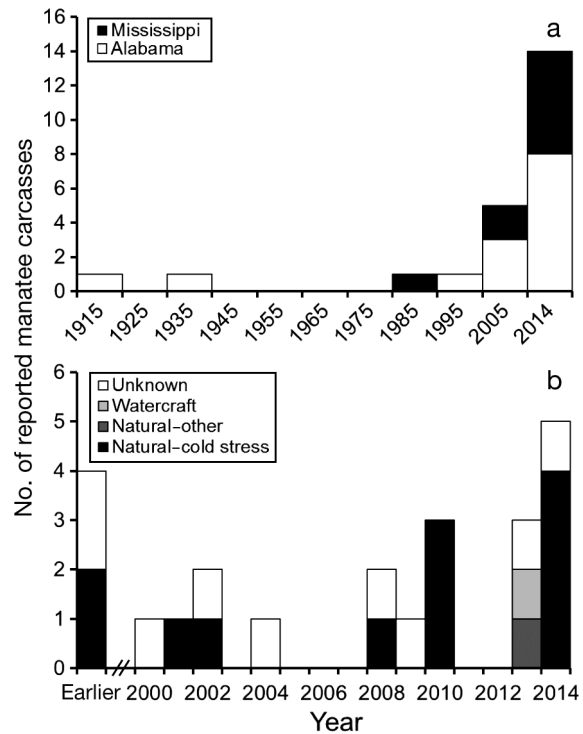 a
Mississippi
Alabama
16
14
12
10
8
6
4
2
0
1915 1925 1935 1945 1955 1965 1975 1985 1995 2005 2014
No. of reported manatee carcasses
b
Unknown
Watercraft
Natural–other
Natural–cold stress
6
5
4
3
2
1
0
Earlier 2000 2002 2004 2006 2008 2010 2012 2014
Year